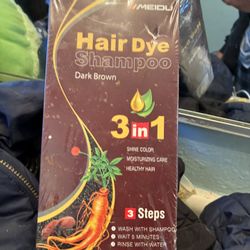 MEIDU
Hair Dye
Shampoo
Dark Brown
3 in 1
SHINE COLOR
MOISTURIZING CARE
HEALTHY HAIR
3 Steps
WASH WITH SHAMPOO
WAIT 5 MINUTES
RINSE WITH WATER